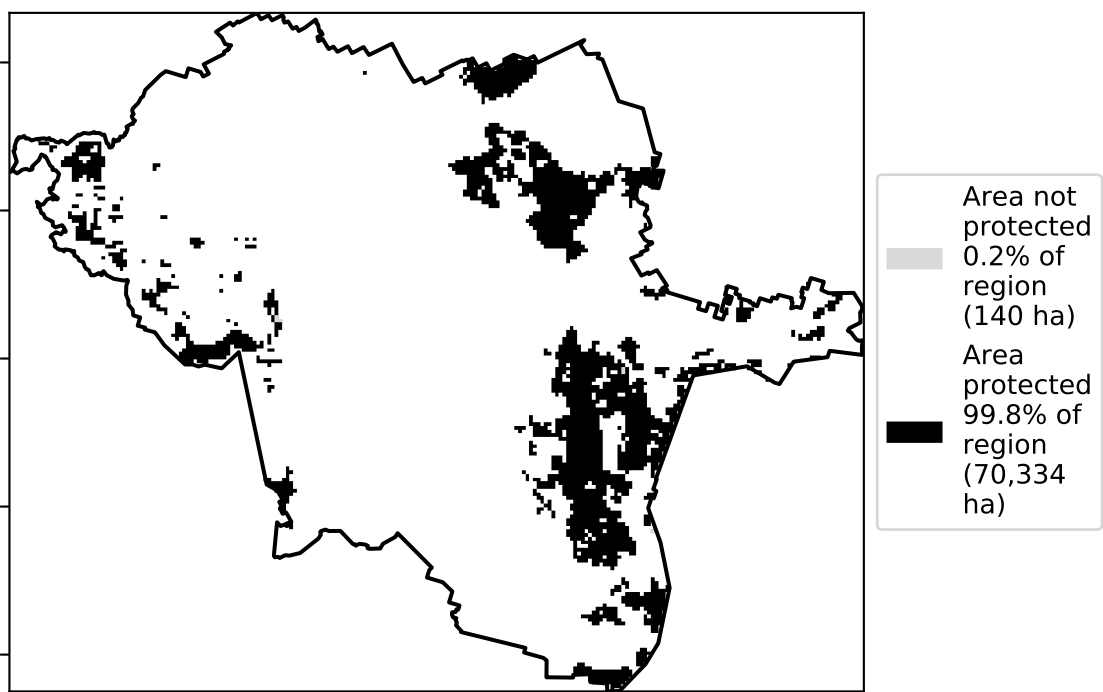 Area not
protected
0.2% of
region
(140 ha)
Area
protected
99.8% of
region
(70,334
ha)